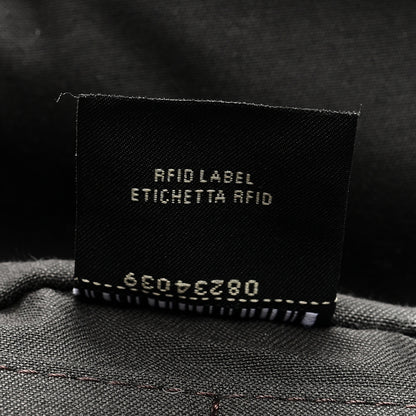 RFID LABEL
ETICHETTA RFID
08234039